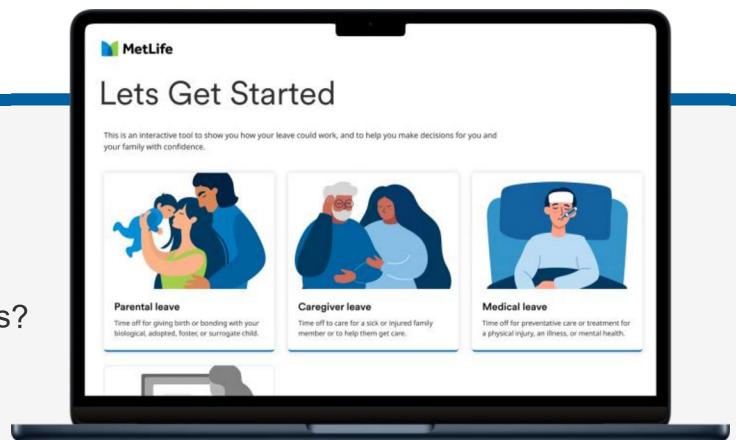 MetLife
Lets Get Started
This is an interactive tool to show you how your leave could work, and to help you make decisions for you and
your family with confidence.
Parental leave
Time off for giving birth or bonding with your
biological, adopted, foster, or surrogate child.
Caregiver leave
Time off to care for a sick or injured family
member or to help them get care.
Medical leave
Time off for preventative care or treatment for
a physical injury, an illness, or mental health.
s?